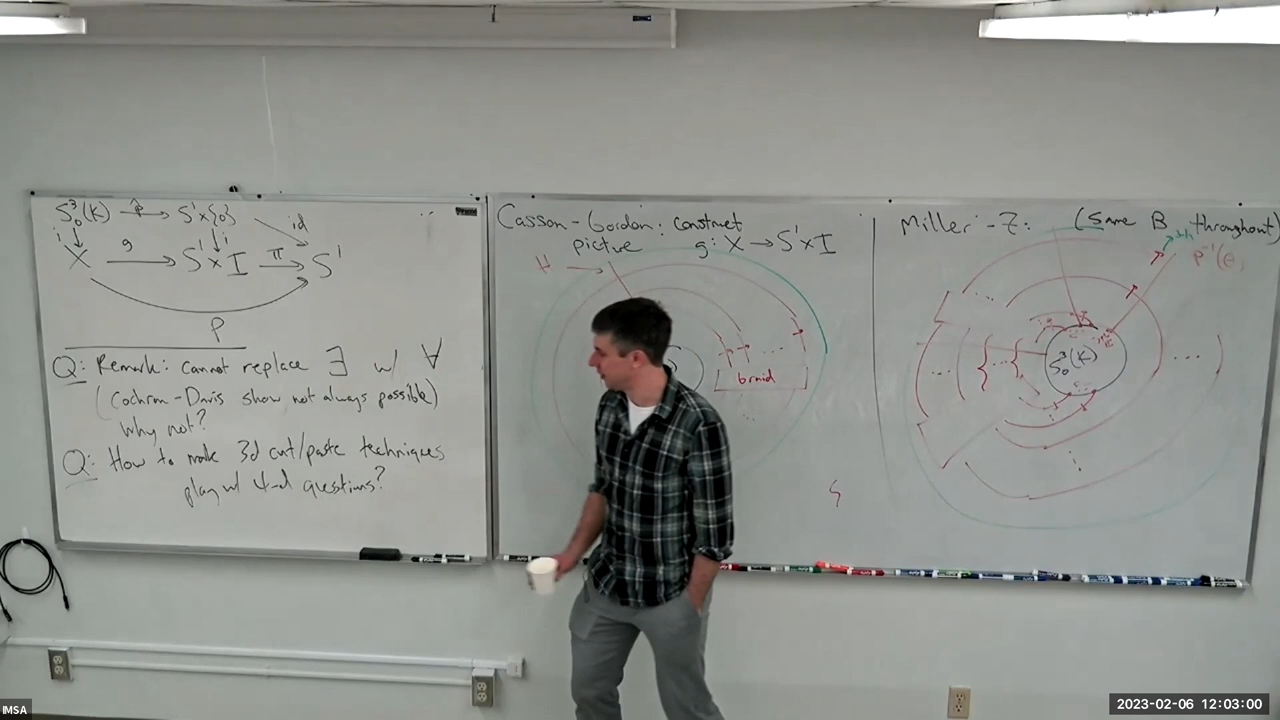 S³₀(K) →p̂ S¹×{0} id
i ↓ ↓ i
X →g S¹×I →π S¹
p
Q: Remark: cannot replace ∃ w/ ∀
(Cochran-Davis show not always possible)
Why not?
Q: How to make 3d cut/paste techniques
play w/ 4-d questions?
Casson-Gordon: construct
picture g: X → S¹×I
H
braid
Miller-Z: (Same B throughout)
S³₀(K)
IMSA
2023-02-06 12:03:00